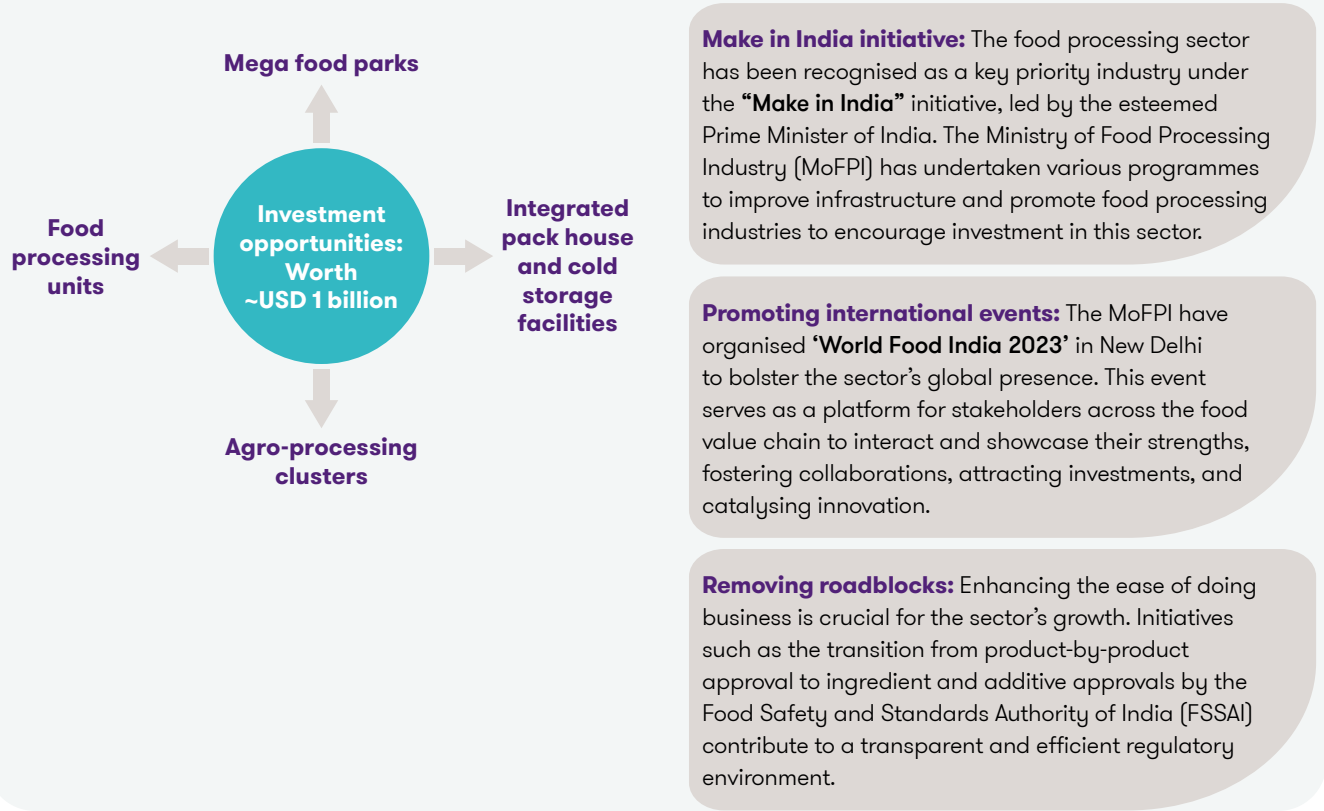 Mega food parks
Food
processing
units
Investment
opportunities:
Worth
~USD 1 billion
Integrated
pack house
and cold
storage
facilities
Agro-processing
clusters
Make in India initiative: The food processing sector
has been recognised as a key priority industry under
the “Make in India” initiative, led by the esteemed
Prime Minister of India. The Ministry of Food Processing
Industry (MoFPI) has undertaken various programmes
to improve infrastructure and promote food processing
industries to encourage investment in this sector.
Promoting international events: The MoFPI have
organised ‘World Food India 2023’ in New Delhi
to bolster the sector’s global presence. This event
serves as a platform for stakeholders across the food
value chain to interact and showcase their strengths,
fostering collaborations, attracting investments, and
catalysing innovation.
Removing roadblocks: Enhancing the ease of doing
business is crucial for the sector’s growth. Initiatives
such as the transition from product-by-product
approval to ingredient and additive approvals by the
Food Safety and Standards Authority of India (FSSAI)
contribute to a transparent and efficient regulatory
environment.